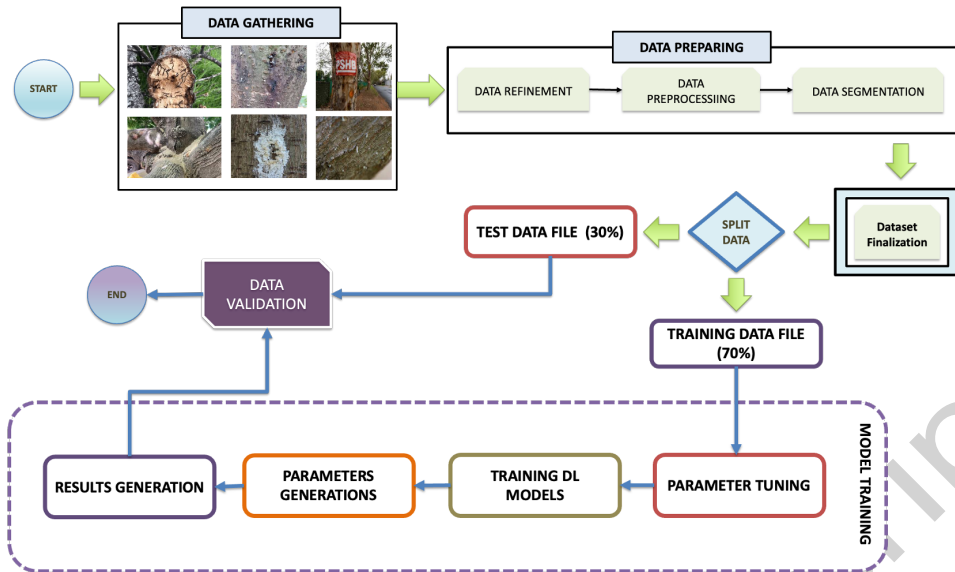 DATA GATHERING
DATA PREPARING
START
PSHB
DATA REFINEMENT
DATA
PREPROCESSIING
DATA SEGMENTATION
TEST DATA FILE (30%)
SPLIT
DATA
Dataset
Finalization
END
DATA
VALIDATION
TRAINING DATA FILE
(70%)
MODEL TRAINING
RESULTS GENERATION
PARAMETERS
GENERATIONS
TRAINING DL
MODELS
PARAMETER TUNING